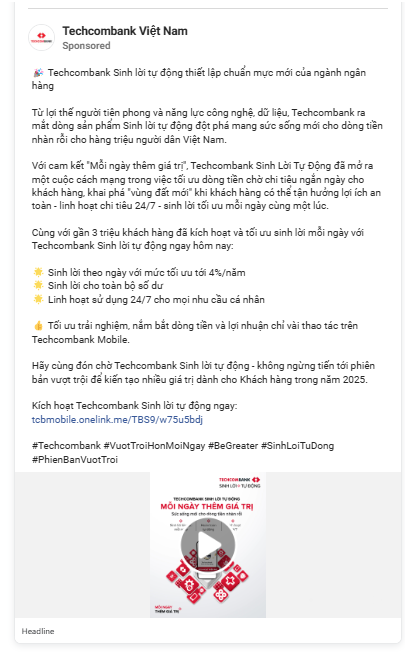 TECHCOMBANK
Techcombank Việt Nam
Sponsored
🎉 Techcombank Sinh lời tự động thiết lập chuẩn mực mới của ngành ngân
hàng
Từ lợi thế người tiên phong và năng lực công nghệ, dữ liệu, Techcombank ra
mắt dòng sản phẩm Sinh lời tự động đột phá mang sức sống mới cho dòng tiền
nhàn rỗi cho hàng triệu người dân Việt Nam.
Với cam kết "Mỗi ngày thêm giá trị", Techcombank Sinh Lời Tự Động đã mở ra
một cuộc cách mạng trong việc tối ưu dòng tiền chờ chi tiêu ngắn ngày cho
khách hàng, khai phá "vùng đất mới" khi khách hàng có thể tận hưởng lợi ích an
toàn - linh hoạt chi tiêu 24/7 - sinh lời tối ưu mỗi ngày cùng một lúc.
Cùng với gần 3 triệu khách hàng đã kích hoạt và tối ưu sinh lời mỗi ngày với
Techcombank Sinh lời tự động ngay hôm nay:
🌟 Sinh lời theo ngày với mức tối ưu tới 4%/năm
🌟 Sinh lời cho toàn bộ số dư
🌟 Linh hoạt sử dụng 24/7 cho mọi nhu cầu cá nhân
👍 Tối ưu trải nghiệm, nắm bắt dòng tiền và lợi nhuận chỉ vài thao tác trên
Techcombank Mobile.
Hãy cùng đón chờ Techcombank Sinh lời tự động - không ngừng tiến tới phiên
bản vượt trội để kiến tạo nhiều giá trị dành cho Khách hàng trong năm 2025.
Kích hoạt Techcombank Sinh lời tự động ngay:
tcbmobile.onelink.me/TBS9/w75u5bdj
#Techcombank #VuotTroiHonMoiNgay #BeGreater #SinhLoiTuDong
#PhienBanVuotTroi
TECHCOMBANK
SINH LỜI TỰ ĐỘNG
TECHCOMBANK SINH LỜI TỰ ĐỘNG
MỖI NGÀY THÊM GIÁ TRỊ
Sức sống mới cho dòng tiền nhàn rỗi
MỖI NGÀY
THÊM GIÁ TRỊ
Headline